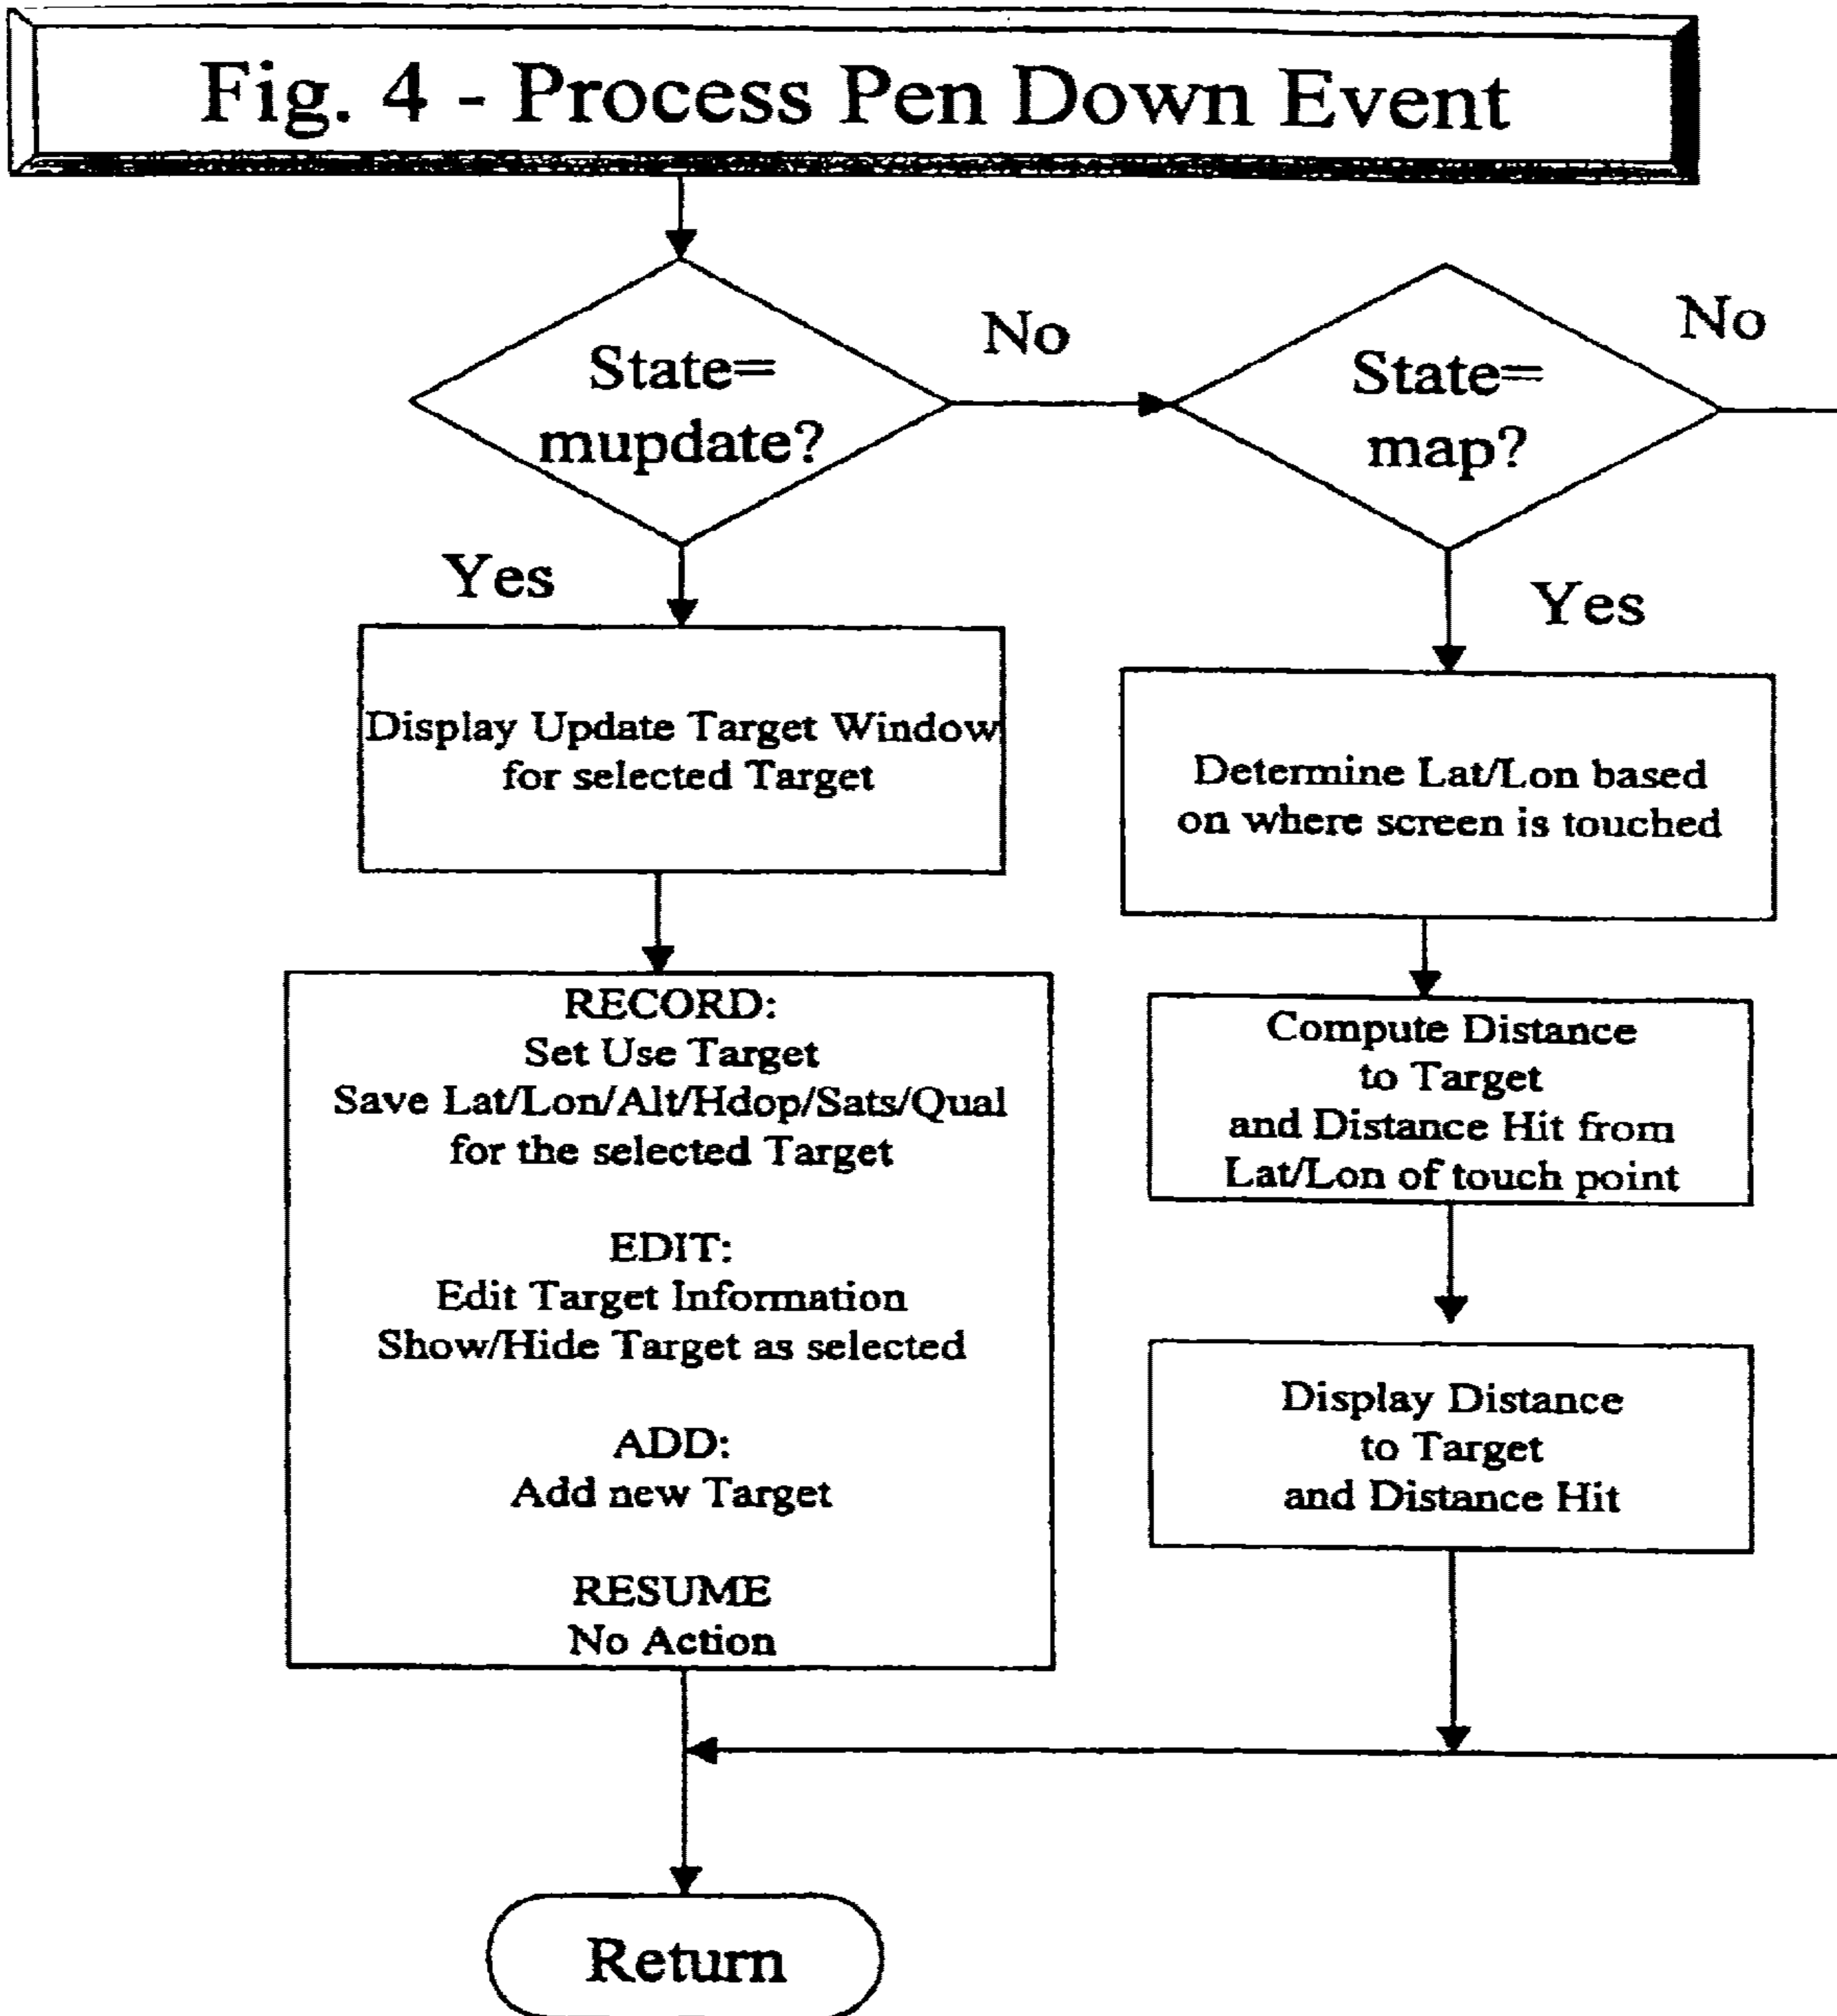 Fig. 4 - Process Pen Down Event
State=
mupdate?
No
State=
map?
No
Yes
Display Update Target Window
for selected Target
RECORD:
Set Use Target
Save Lat/Lon/Alt/Hdop/Sats/Qual
for the selected Target
EDIT:
Edit Target Information
Show/Hide Target as selected
ADD:
Add new Target
RESUME
No Action
Yes
Determine Lat/Lon based
on where screen is touched
Compute Distance
to Target
and Distance Hit from
Lat/Lon of touch point
Display Distance
to Target
and Distance Hit
Return